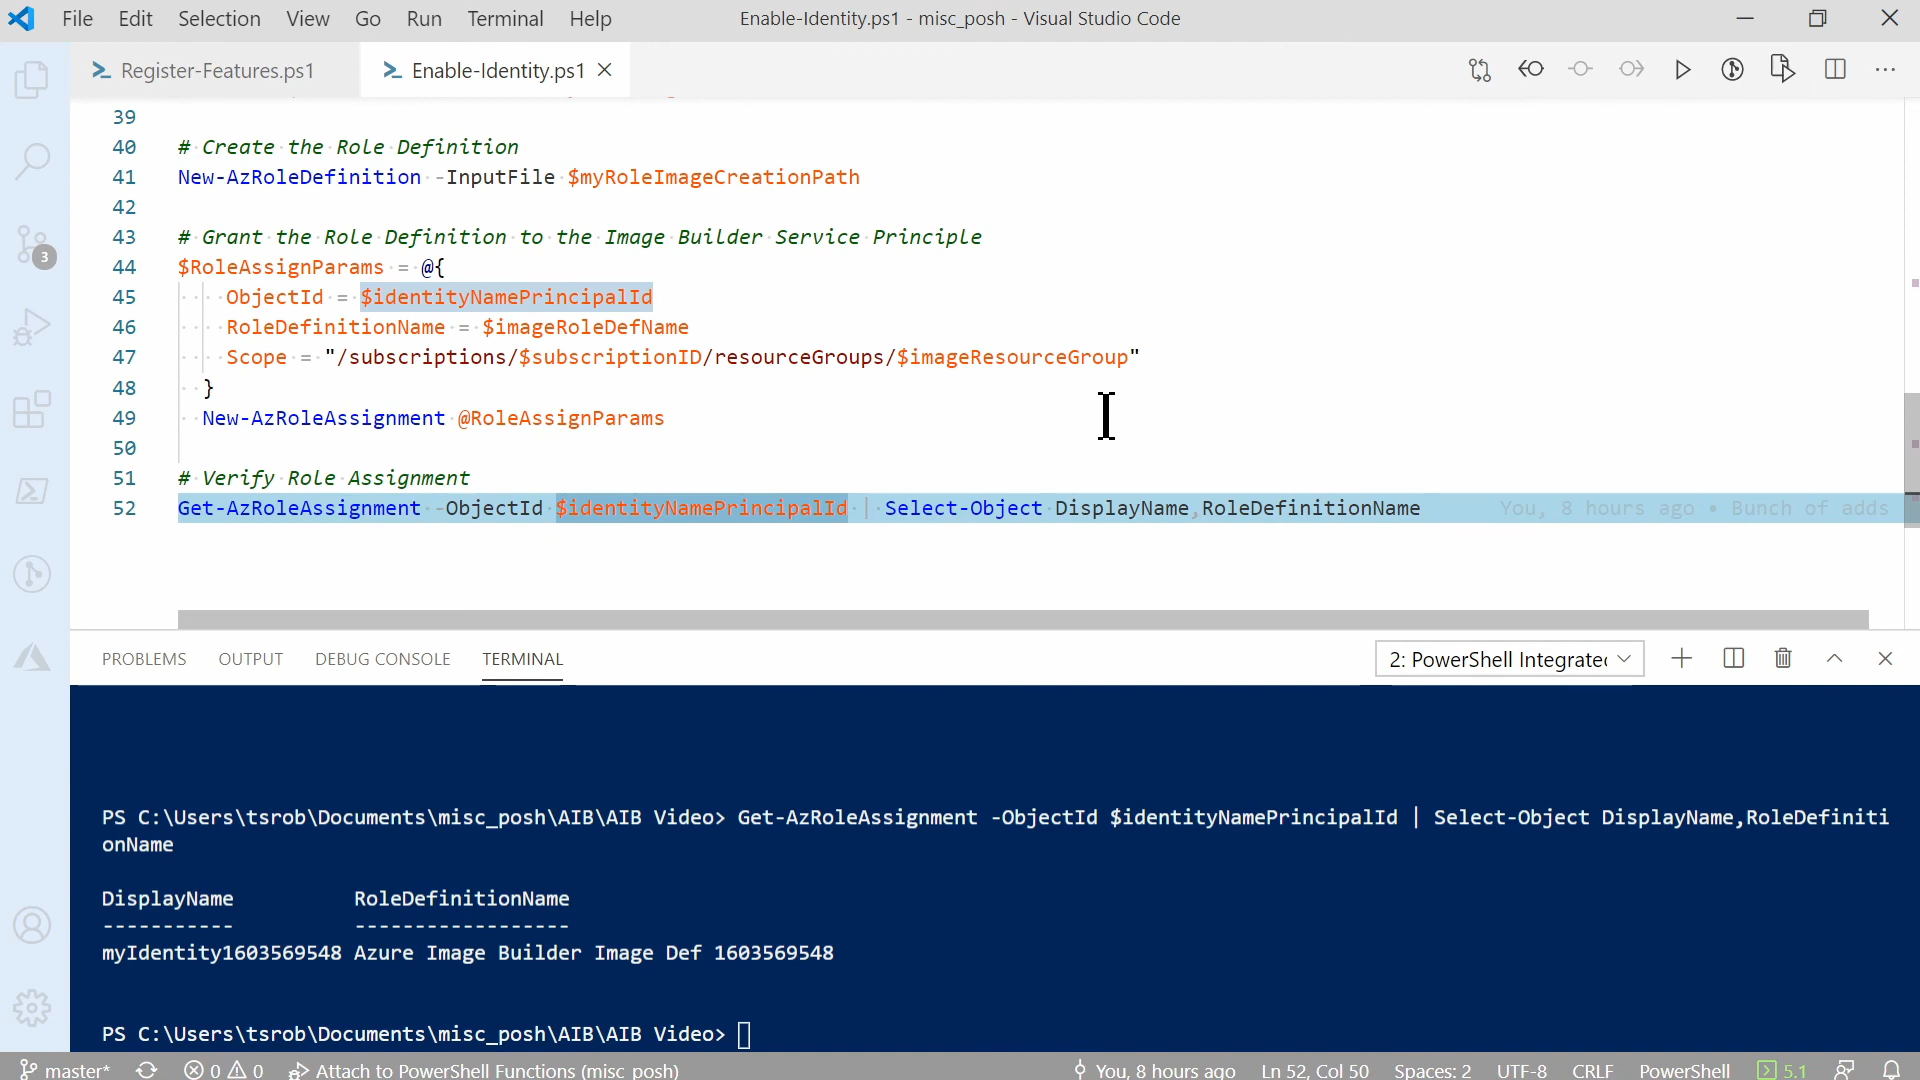 File Edit Selection View Go Run Terminal Help Enable-Identity.ps1 - misc_posh - Visual Studio Code
Register-Features.ps1 Enable-Identity.ps1
39
40 # Create the Role Definition
41 New-AzRoleDefinition -InputFile $myRoleImageCreationPath
42
43 # Grant the Role Definition to the Image Builder Service Principle
44 $RoleAssignParams = @{
45 ObjectId = $identityNamePrincipalId
46 RoleDefinitionName = $imageRoleDefName
47 Scope = "/subscriptions/$subscriptionID/resourceGroups/$imageResourceGroup"
48 }
49 New-AzRoleAssignment @RoleAssignParams
50
51 # Verify Role Assignment
52 Get-AzRoleAssignment -ObjectId $identityNamePrincipalId | Select-Object DisplayName,RoleDefinitionName You, 8 hours ago • Bunch of adds
3
PROBLEMS OUTPUT DEBUG CONSOLE TERMINAL 2: PowerShell Integrated
PS C:\Users\tsrob\Documents\misc_posh\AIB\AIB Video> Get-AzRoleAssignment -ObjectId $identityNamePrincipalId | Select-Object DisplayName,RoleDefiniti
onName
DisplayName RoleDefinitionName
----------- ------------------
myIdentity1603569548 Azure Image Builder Image Def 1603569548
PS C:\Users\tsrob\Documents\misc_posh\AIB\AIB Video>
master* 0 0 Attach to PowerShell Functions (misc_posh) You, 8 hours ago Ln 52, Col 50 Spaces: 2 UTF-8 CRLF PowerShell 5.1